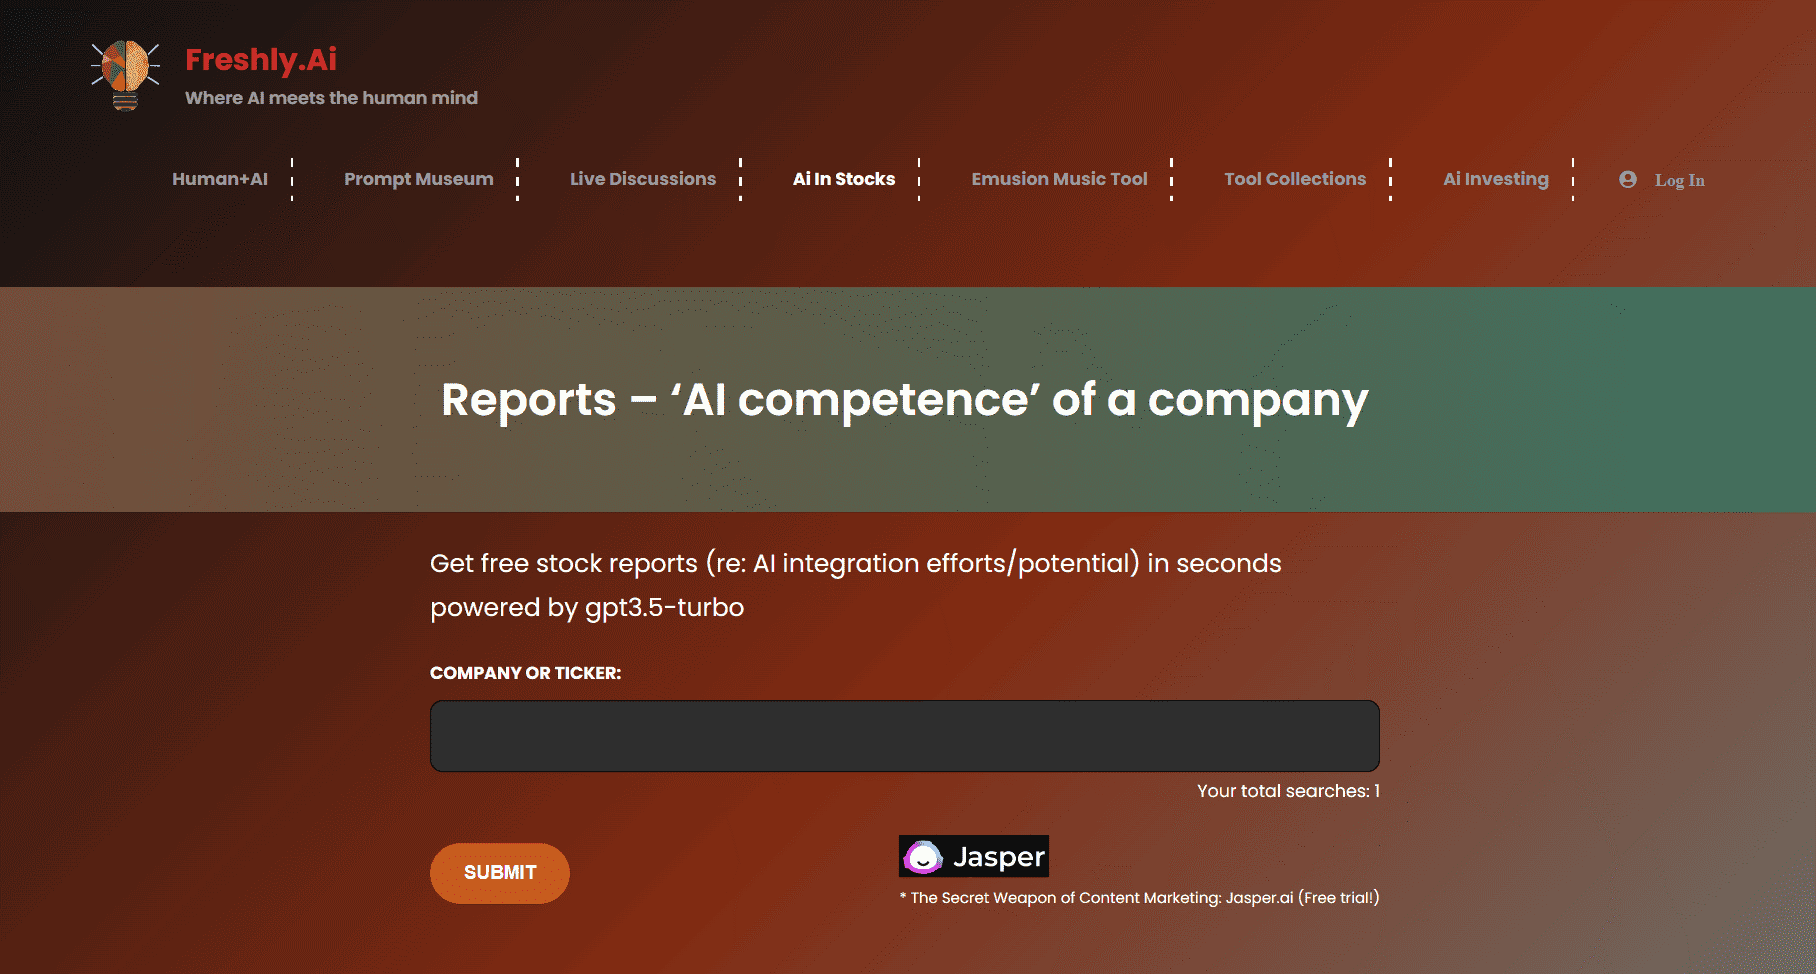 Freshly.Ai
Where AI meets the human mind
Human+AI
Prompt Museum
Live Discussions
Ai In Stocks
Emusion Music Tool
Tool Collections
Ai Investing
Log In
Reports – ‘AI competence’ of a company
Get free stock reports (re: AI integration efforts/potential) in seconds
powered by gpt3.5-turbo
COMPANY OR TICKER:
Your total searches: 1
SUBMIT
Jasper
* The Secret Weapon of Content Marketing: Jasper.ai (Free trial!)